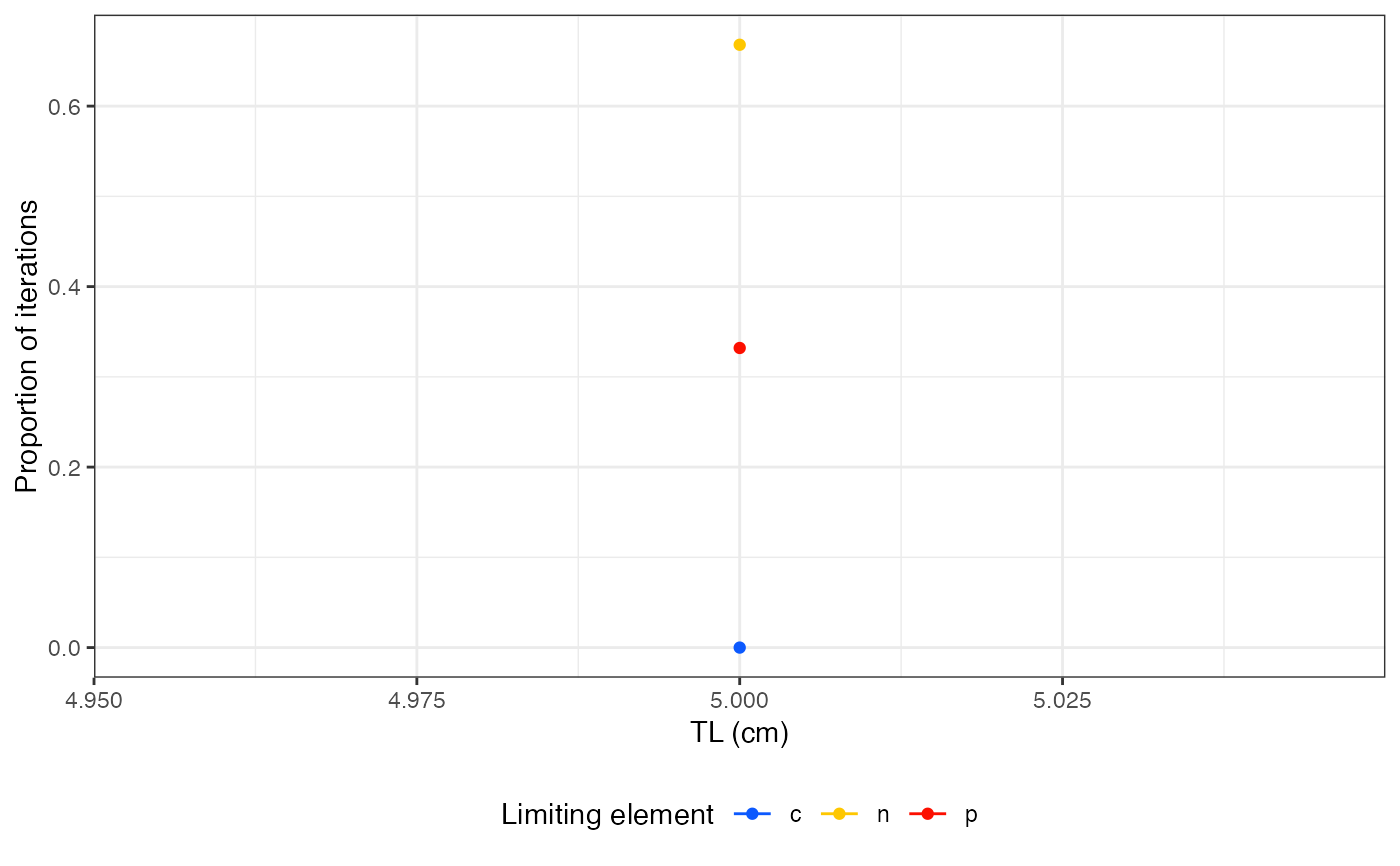 Proportion of iterations
0.6
0.4
0.2
0.0
4.950 4.975 5.000 5.025
TL (cm)
Limiting element c n p